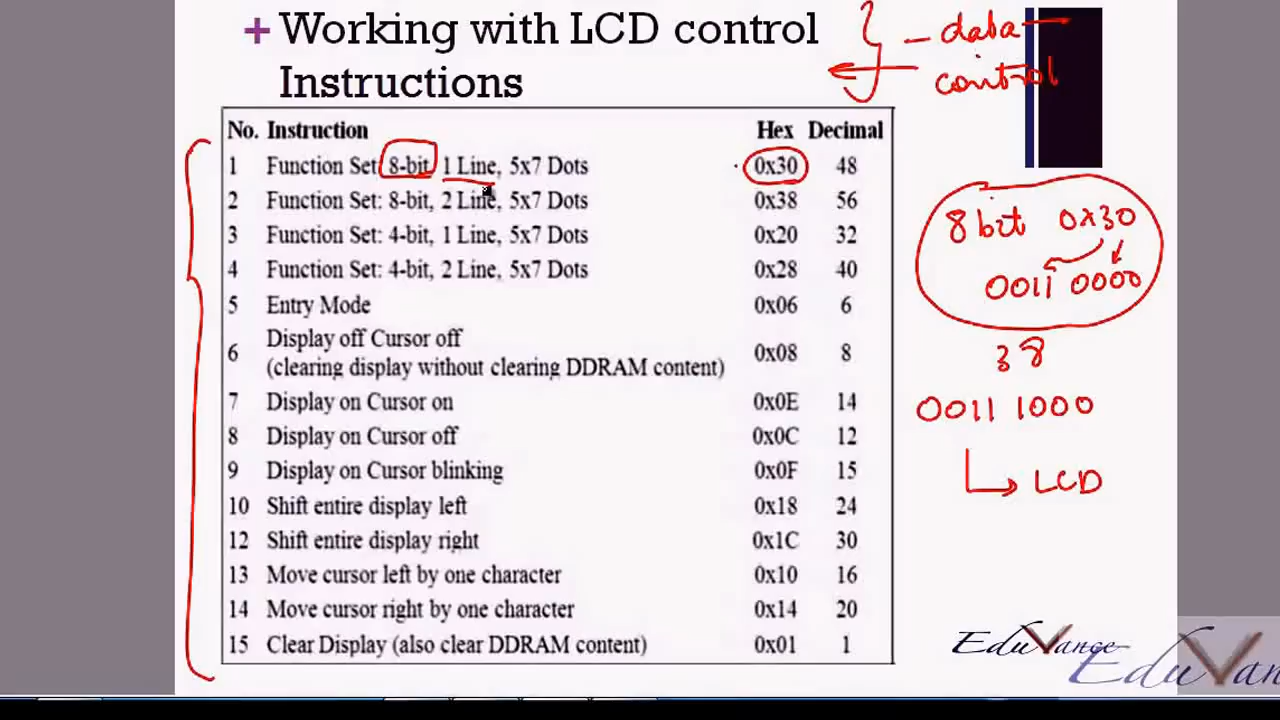 + Working with LCD control
Instructions
data
control
No. Instruction Hex Decimal
1 Function Set: 8-bit, 1 Line, 5x7 Dots 0x30 48
2 Function Set: 8-bit, 2 Line, 5x7 Dots 0x38 56
3 Function Set: 4-bit, 1 Line, 5x7 Dots 0x20 32
4 Function Set: 4-bit, 2 Line, 5x7 Dots 0x28 40
5 Entry Mode 0x06 6
6 Display off Cursor off
(clearing display without clearing DDRAM content) 0x08 8
7 Display on Cursor on 0x0E 14
8 Display on Cursor off 0x0C 12
9 Display on Cursor blinking 0x0F 15
10 Shift entire display left 0x18 24
12 Shift entire display right 0x1C 30
13 Move cursor left by one character 0x10 16
14 Move cursor right by one character 0x14 20
15 Clear Display (also clear DDRAM content) 0x01 1
8 bit 0x30
0011 0000
38
0011 1000
LCD
EduVance
EduVan